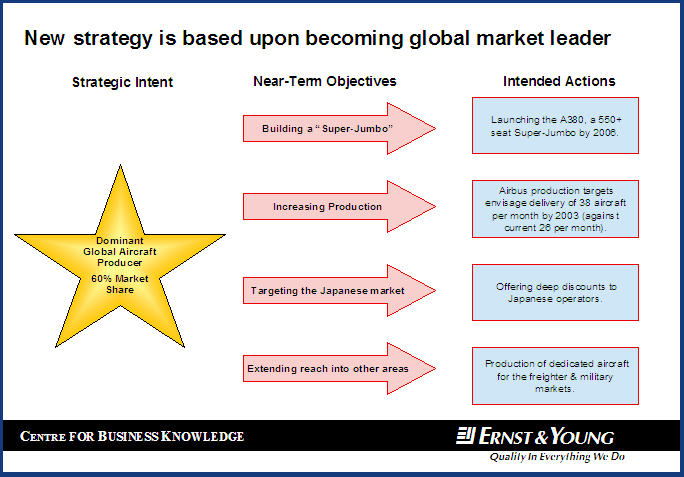 New strategy is based upon becoming global market leader
Strategic Intent
Near-Term Objectives
Intended Actions
Dominant
Global Aircraft
Producer
60% Market
Share
Building a “ Super-Jumbo”
Launching the A380, a 550+
seat Super-Jumbo by 2006.
Increasing Production
Airbus production targets
envisage delivery of 38 aircraft
per month by 2003 (against
current 26 per month).
Targeting the Japanese market
Offering deep discounts to
Japanese operators.
Extending reach into other areas
Production of dedicated aircraft
for the freighter & military
markets.
CENTRE FOR BUSINESS KNOWLEDGE
ERNST & YOUNG
Quality In Everything We Do